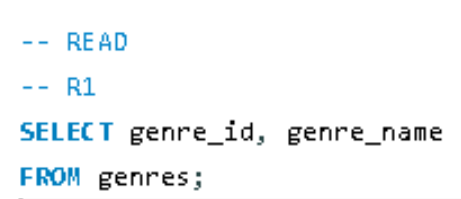 -- READ
-- R1
SELECT genre_id, genre_name
FROM genres;